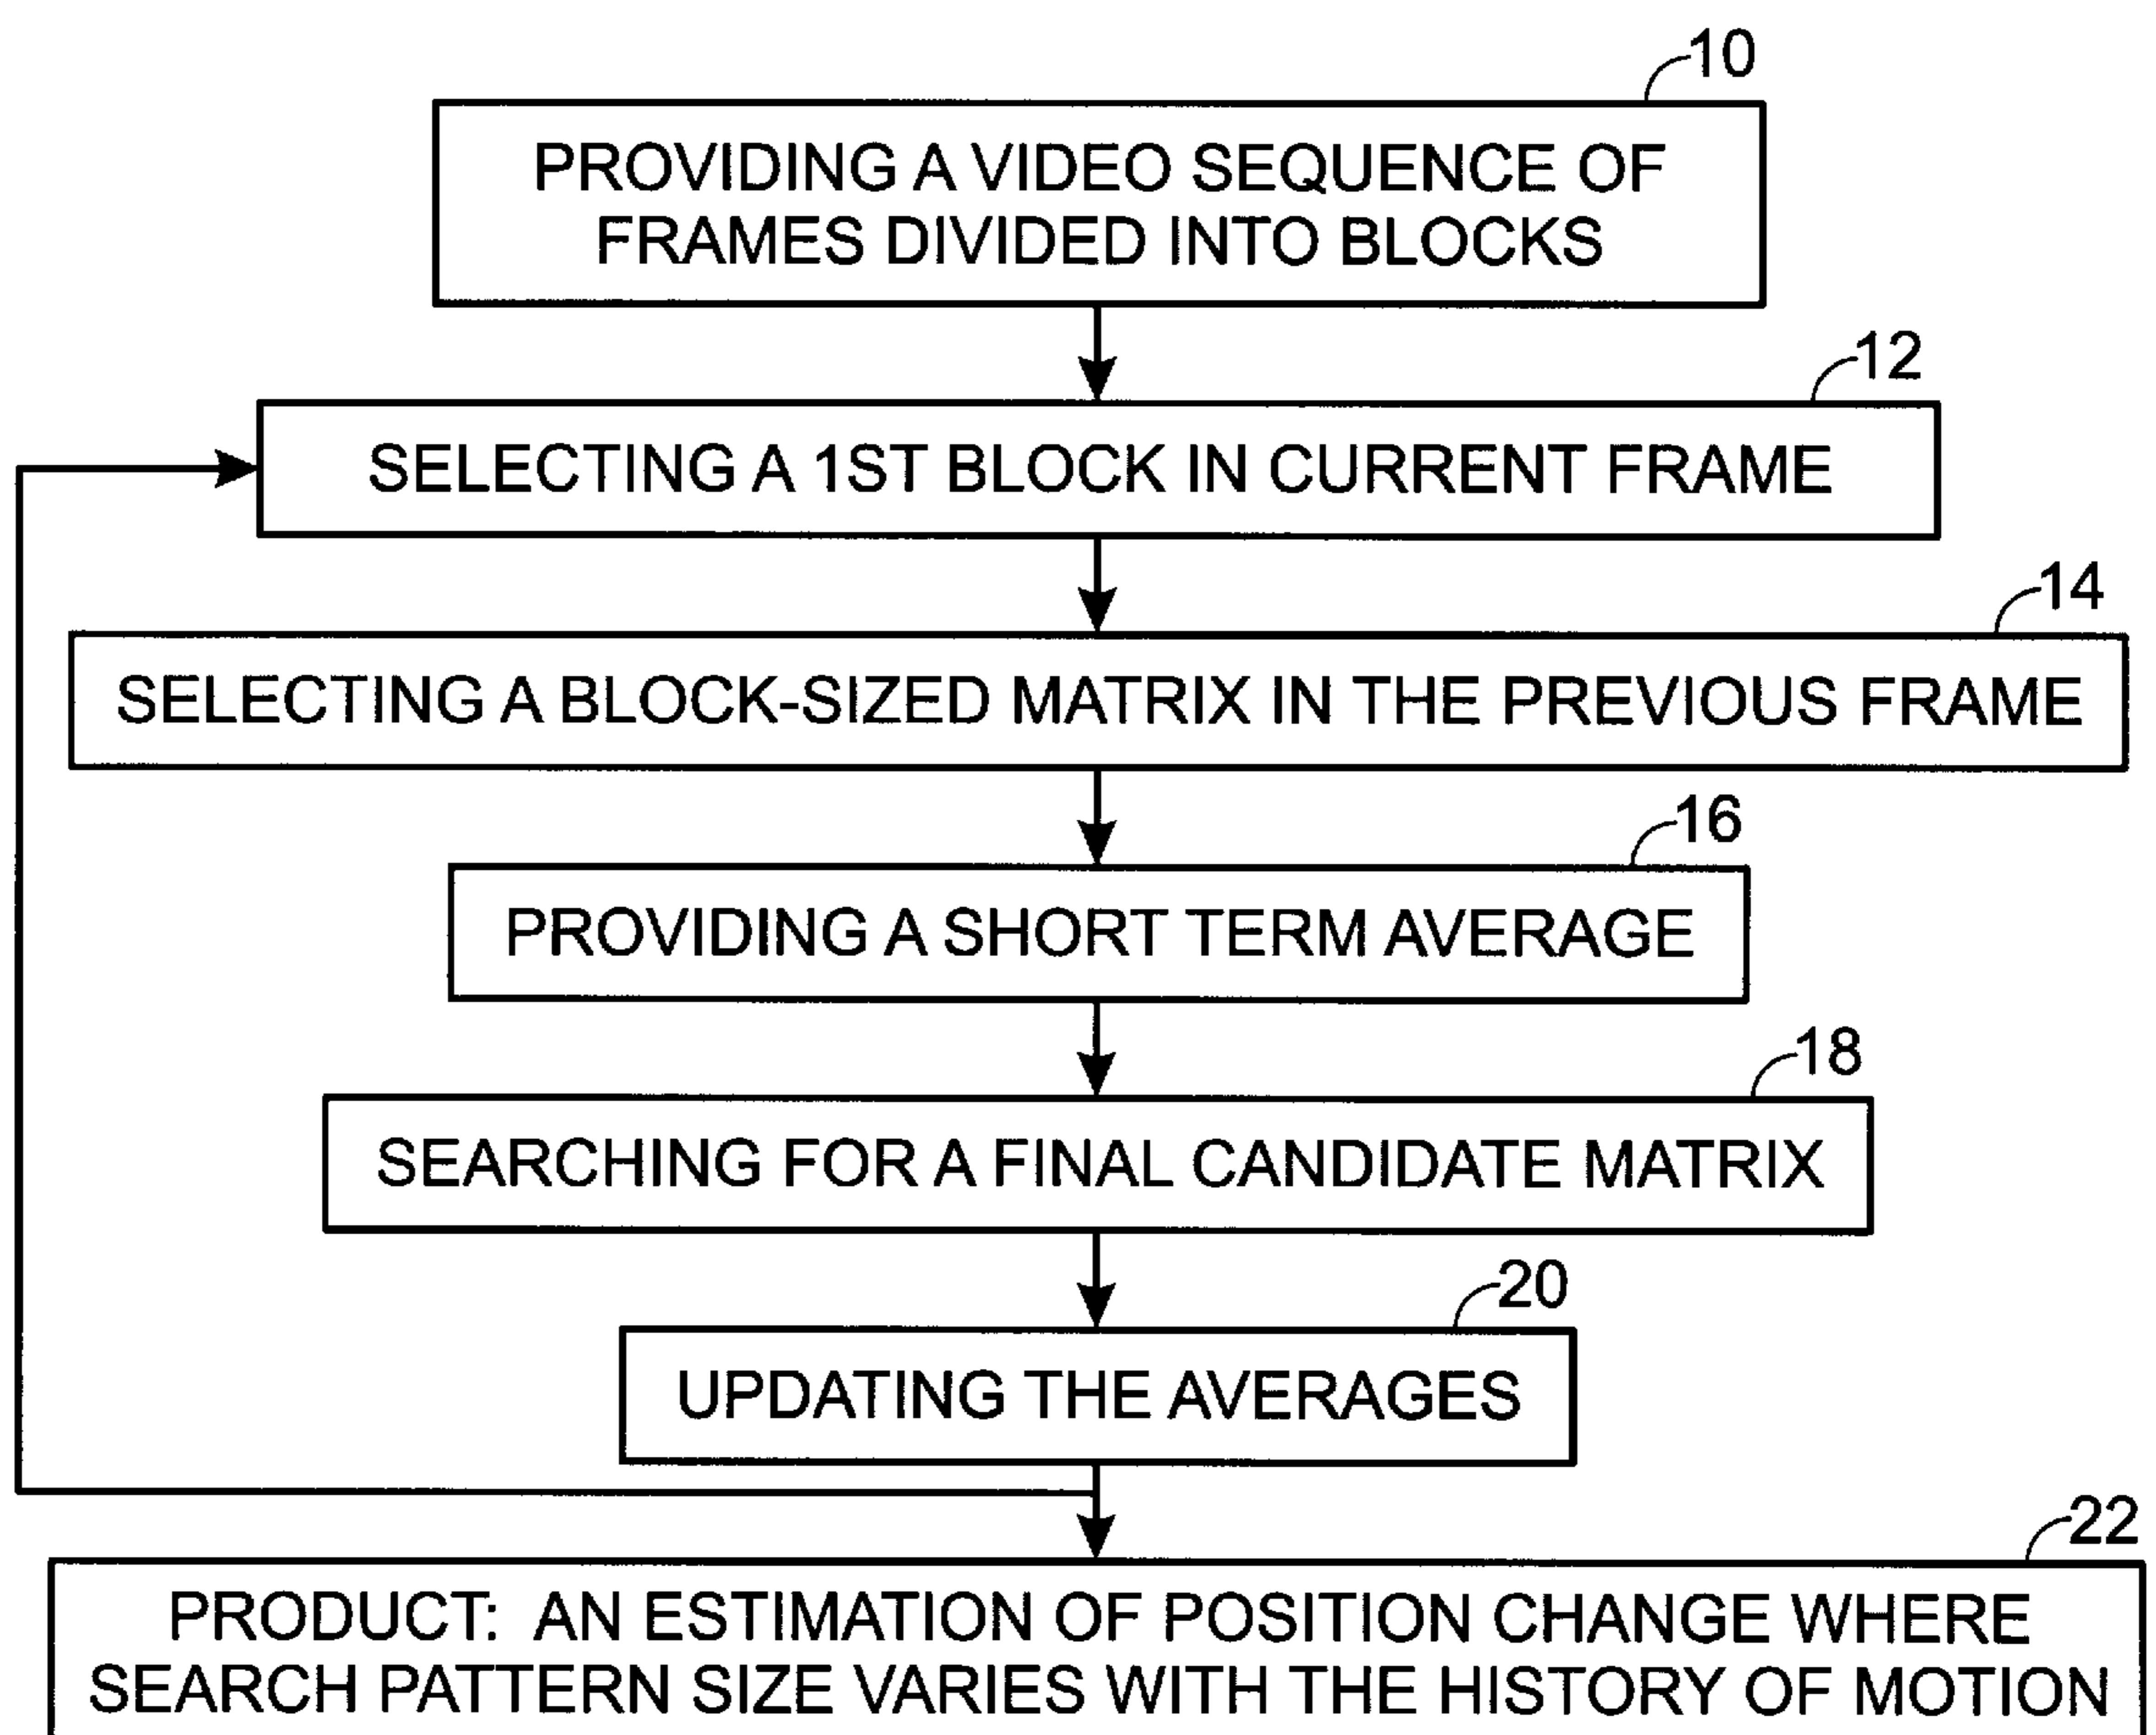 10
PROVIDING A VIDEO SEQUENCE OF
FRAMES DIVIDED INTO BLOCKS
12
SELECTING A 1ST BLOCK IN CURRENT FRAME
14
SELECTING A BLOCK-SIZED MATRIX IN THE PREVIOUS FRAME
16
PROVIDING A SHORT TERM AVERAGE
18
SEARCHING FOR A FINAL CANDIDATE MATRIX
20
UPDATING THE AVERAGES
22
PRODUCT: AN ESTIMATION OF POSITION CHANGE WHERE
SEARCH PATTERN SIZE VARIES WITH THE HISTORY OF MOTION